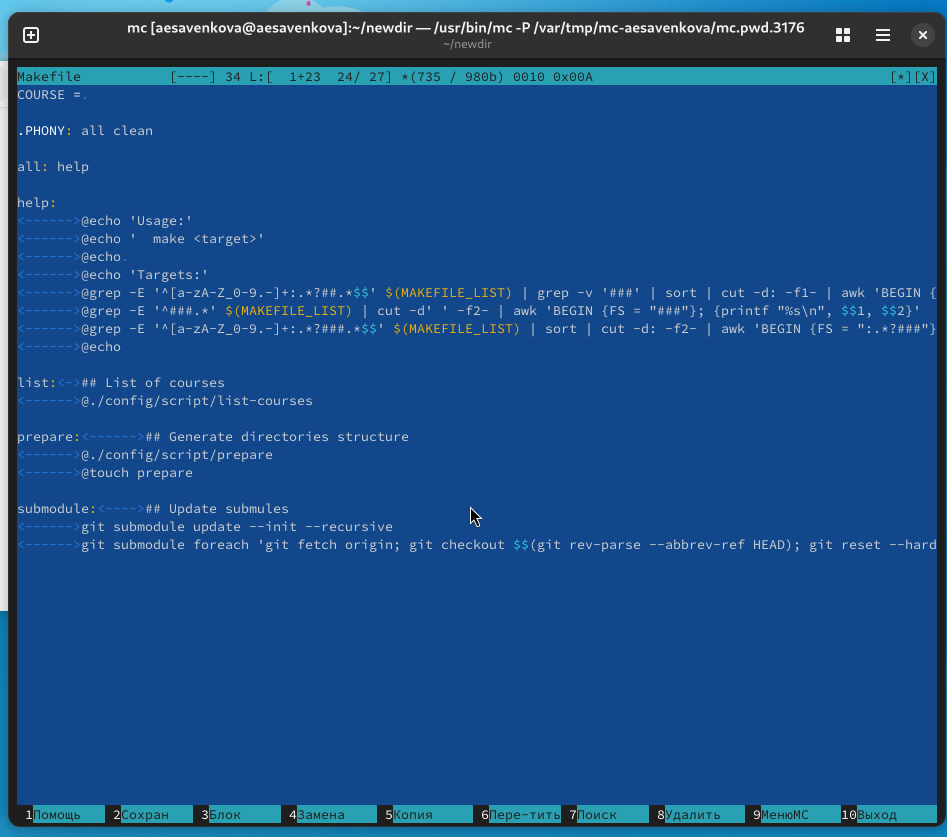 mc [aesavenkova@aesavenkova]:~/newdir — /usr/bin/mc -P /var/tmp/mc-aesavenkova/mc.pwd.3176
~/newdir
Makefile [----] 34 L:[ 1+23 24/ 27] *(735 / 980b) 0010 0x00A [*][X]
COURSE =.
.PHONY: all clean
all: help
help:
<------>@echo 'Usage:'
<------>@echo '  make <target>'
<------>@echo.
<------>@echo 'Targets:'
<------>@grep -E '^[a-zA-Z_0-9.-]+:.*?##.*$$' $(MAKEFILE_LIST) | grep -v '###' | sort | cut -d: -f1- | awk 'BEGIN {
<------>@grep -E '^###.*' $(MAKEFILE_LIST) | cut -d' ' -f2- | awk 'BEGIN {FS = "###"}; {printf "%s\n", $$1, $$2}'
<------>@grep -E '^[a-zA-Z_0-9.-]+:.*?###.*$$' $(MAKEFILE_LIST) | sort | cut -d: -f2- | awk 'BEGIN {FS = ":.*?###"}
<------>@echo
list:<->## List of courses
<------>@./config/script/list-courses
prepare:<------>## Generate directories structure
<------>@./config/script/prepare
<------>@touch prepare
submodule:<---->## Update submules
<------>git submodule update --init --recursive
<------>git submodule foreach 'git fetch origin; git checkout $$(git rev-parse --abbrev-ref HEAD); git reset --hard
1Помощь 2Сохран 3Блок 4Замена 5Копия 6Пере~тить 7Поиск 8Удалить 9МенюМС 10Выход